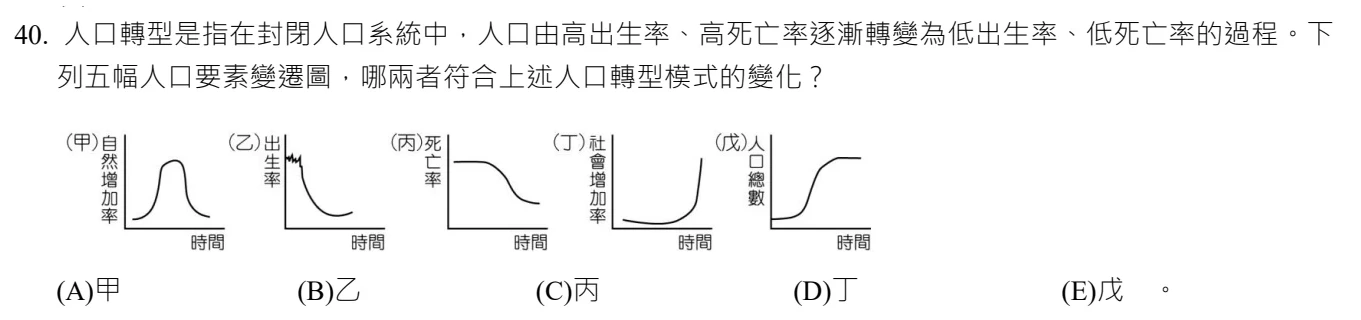 40. 人口轉型是指在封閉人口系統中，人口由高出生率、高死亡率逐漸轉變為低出生率、低死亡率的過程。下
列五幅人口要素變遷圖，哪兩者符合上述人口轉型模式的變化？
(甲)自然增加率 時間
(乙)出生率 時間
(丙)死亡率 時間
(丁)社會增加率 時間
(戊)人口總數 時間
(A)甲 (B)乙 (C)丙 (D)丁 (E)戊 。